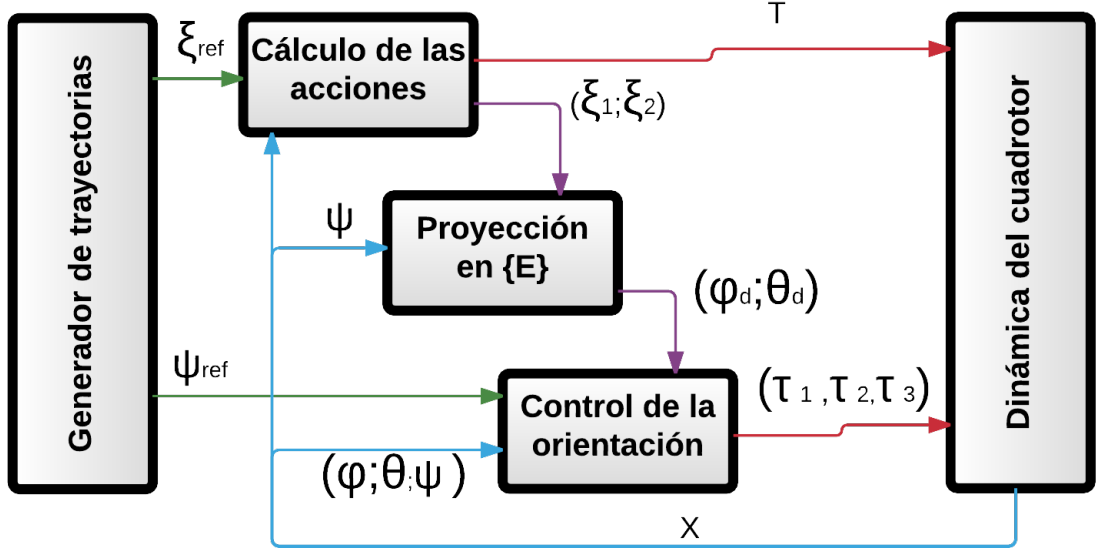 Generador de trayectorias
ξref
Cálculo de las
acciones
T
(ξ1;ξ2)
ψ
Proyección
en {E}
(φd;θd)
ψref
Control de la
orientación
(τ 1 ,τ 2,τ 3)
(φ;θ;ψ )
X
Dinámica del cuadrotor